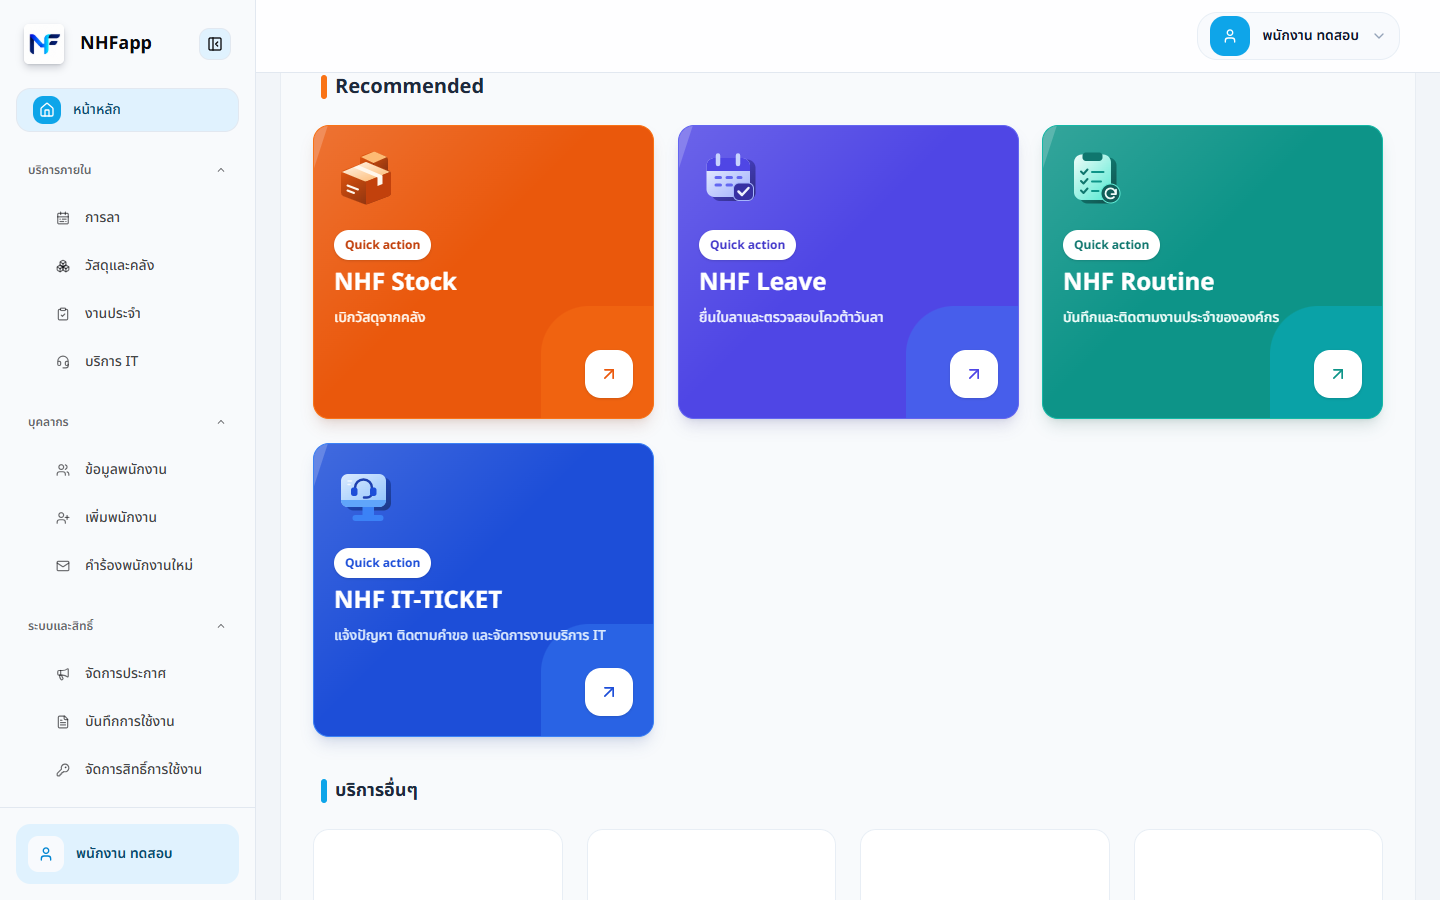 NHFapp
พนักงาน ทดสอบ
หน้าหลัก
บริการภายใน
การลา
วัสดุและคลัง
งานประจำ
บริการ IT
บุคลากร
ข้อมูลพนักงาน
เพิ่มพนักงาน
คำร้องพนักงานใหม่
ระบบและสิทธิ์
จัดการประกาศ
บันทึกการใช้งาน
จัดการสิทธิ์การใช้งาน
พนักงาน ทดสอบ
Recommended
Quick action
NHF Stock
เบิกวัสดุจากคลัง
Quick action
NHF Leave
ยื่นใบลาและตรวจสอบโควต้าวันลา
Quick action
NHF Routine
บันทึกและติดตามงานประจำขององค์กร
Quick action
NHF IT-TICKET
แจ้งปัญหา ติดตามคำขอ และจัดการงานบริการ IT
บริการอื่นๆ